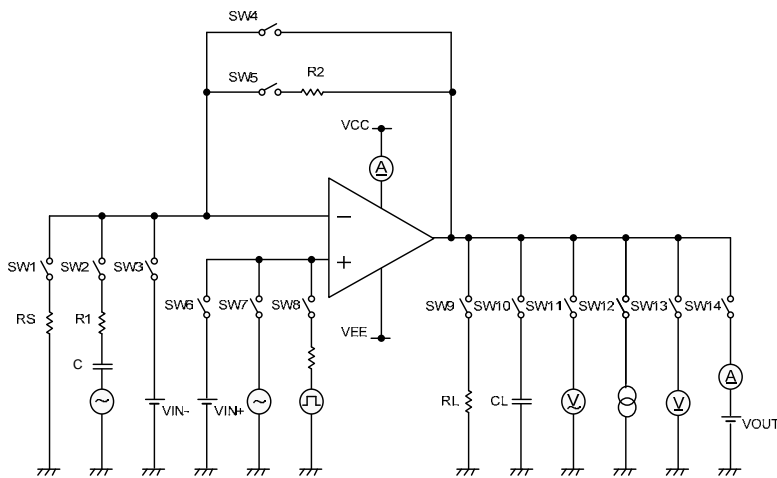 SW4
SW5 R2
VCC
A
−
+
SW1 SW2 SW3
SW6 SW7 SW8
SW9 SW10 SW11 SW12 SW13 SW14
RS R1
VEE
C
A
VIN- VIN+
RL CL V V
VOUT